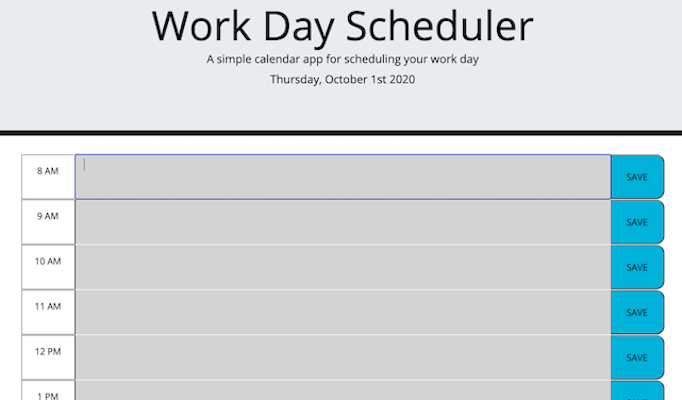 Work Day Scheduler
A simple calendar app for scheduling your work day
Thursday, October 1st 2020
8 AM SAVE
9 AM SAVE
10 AM SAVE
11 AM SAVE
12 PM SAVE
1 PM SAVE